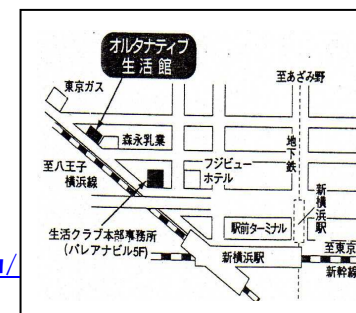 オルタナティブ
生活館
東京ガス
至あざみ野
森永乳業
地下鉄
至八王子
横浜線
フジビュー
ホテル
新横浜駅
生活クラブ本部事務所
(バレアナビル5F)
駅前ターミナル
新横浜駅
至東京
新幹線
/